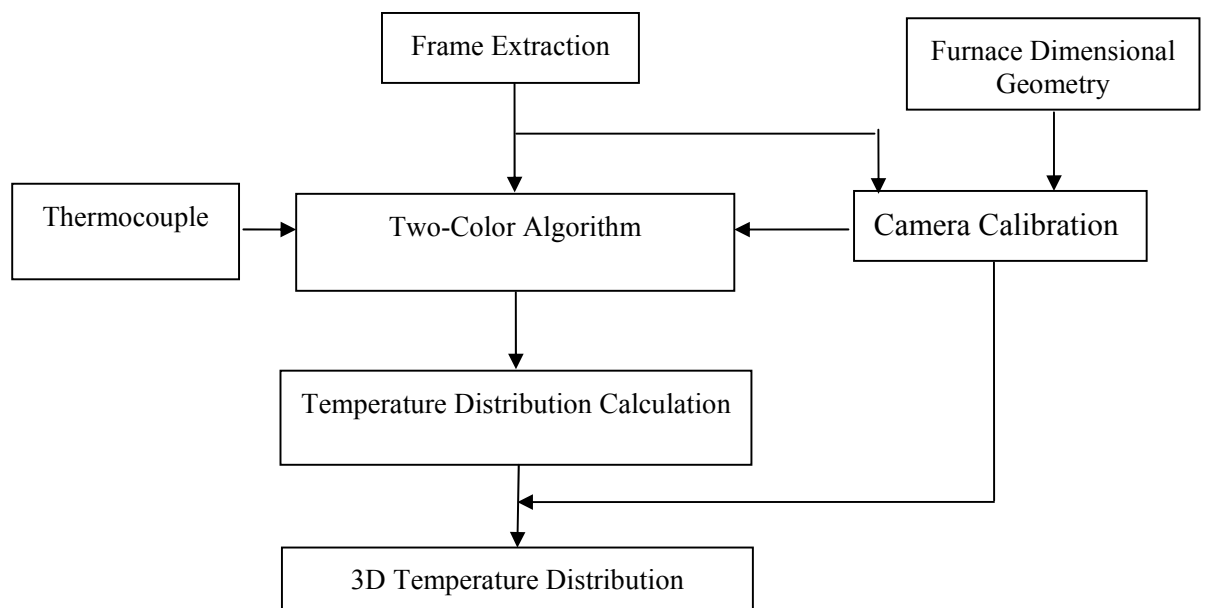 Frame Extraction
Furnace Dimensional
Geometry
Thermocouple
Two-Color Algorithm
Camera Calibration
Temperature Distribution Calculation
3D Temperature Distribution